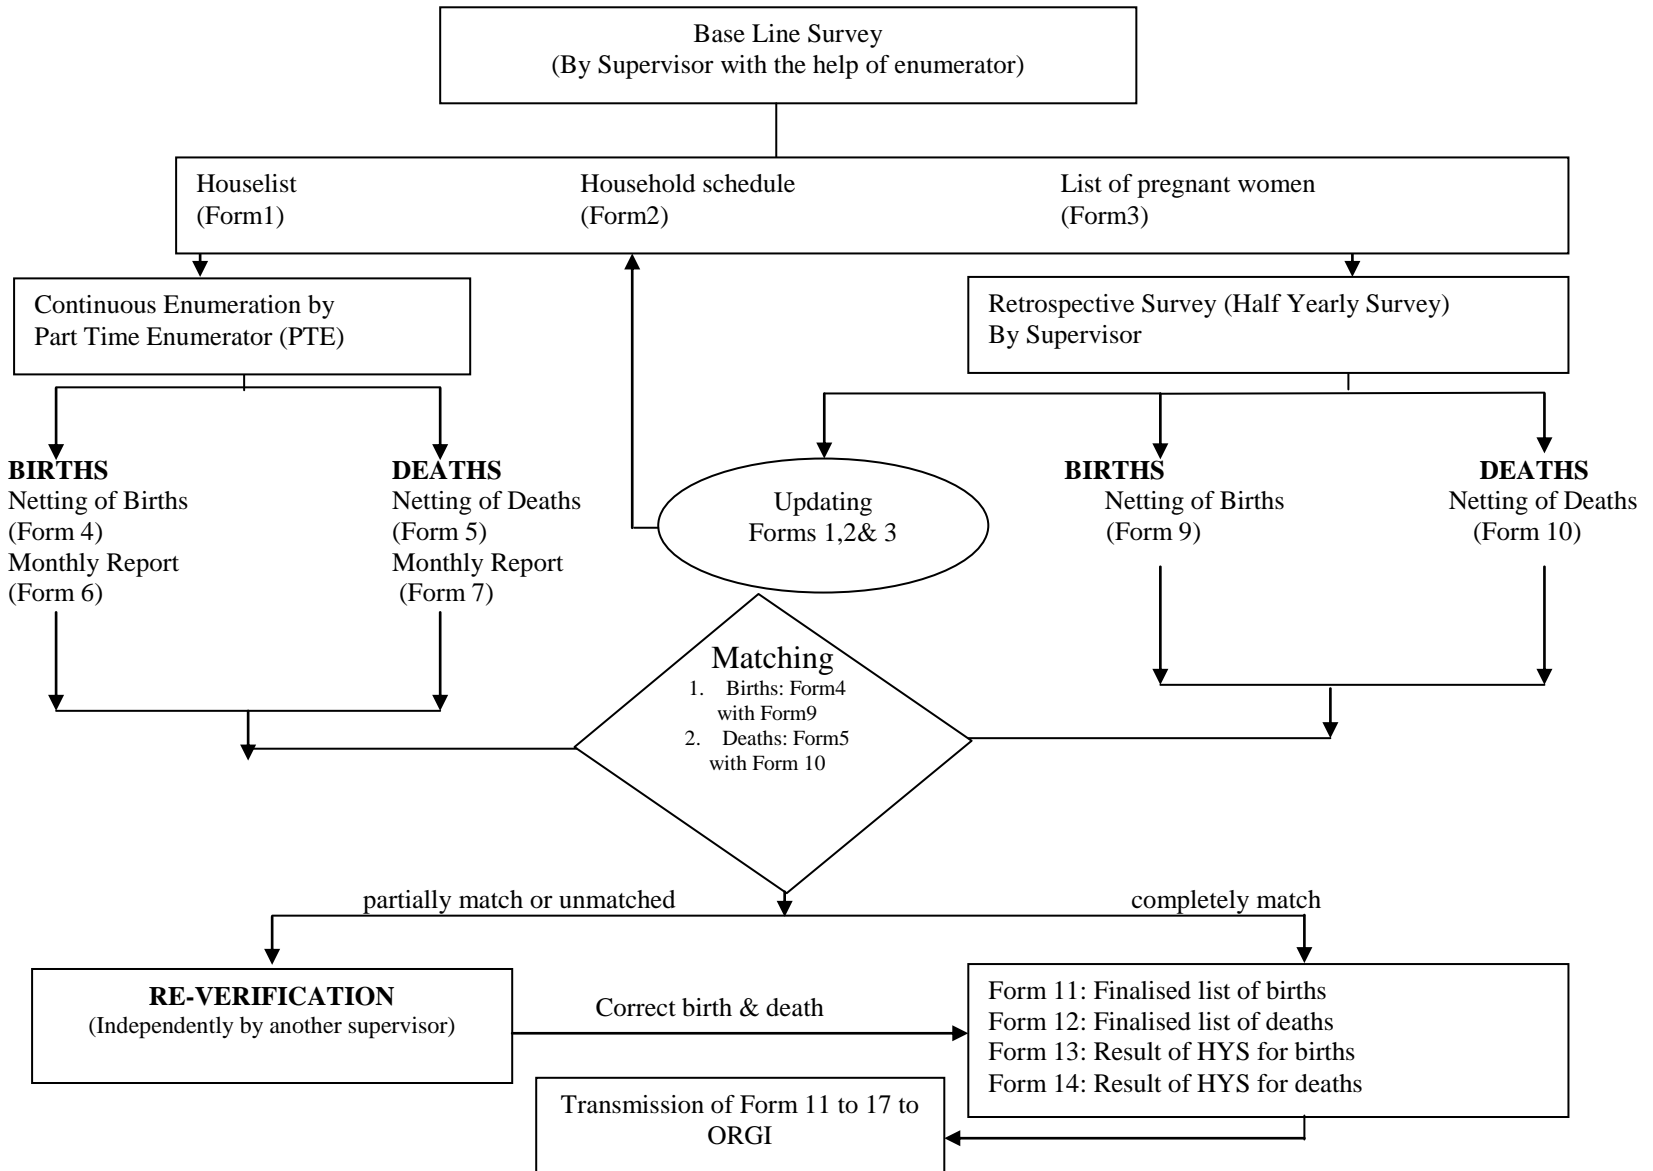 Base Line Survey
(By Supervisor with the help of enumerator)
Houselist
(Form1)
Household schedule
(Form2)
List of pregnant women
(Form3)
Continuous Enumeration by
Part Time Enumerator (PTE)
Retrospective Survey (Half Yearly Survey)
By Supervisor
BIRTHS
Netting of Births
(Form 4)
Monthly Report
(Form 6)
DEATHS
Netting of Deaths
(Form 5)
Monthly Report
(Form 7)
Updating
Forms 1,2& 3
BIRTHS
Netting of Births
(Form 9)
DEATHS
Netting of Deaths
(Form 10)
Matching
1. Births: Form4
with Form9
2. Deaths: Form5
with Form 10
partially match or unmatched
completely match
RE-VERIFICATION
(Independently by another supervisor)
Correct birth & death
Form 11: Finalised list of births
Form 12: Finalised list of deaths
Form 13: Result of HYS for births
Form 14: Result of HYS for deaths
Transmission of Form 11 to 17 to
ORGI